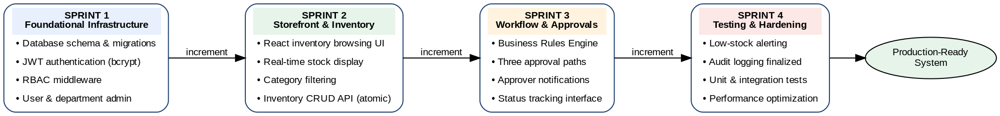 SPRINT 1
Foundational Infrastructure
• Database schema & migrations
• JWT authentication (bcrypt)
• RBAC middleware
• User & department admin
increment
SPRINT 2
Storefront & Inventory
• React inventory browsing UI
• Real-time stock display
• Category filtering
• Inventory CRUD API (atomic)
increment
SPRINT 3
Workflow & Approvals
• Business Rules Engine
• Three approval paths
• Approver notifications
• Status tracking interface
increment
SPRINT 4
Testing & Hardening
• Low-stock alerting
• Audit logging finalized
• Unit & integration tests
• Performance optimization
Production-Ready
System